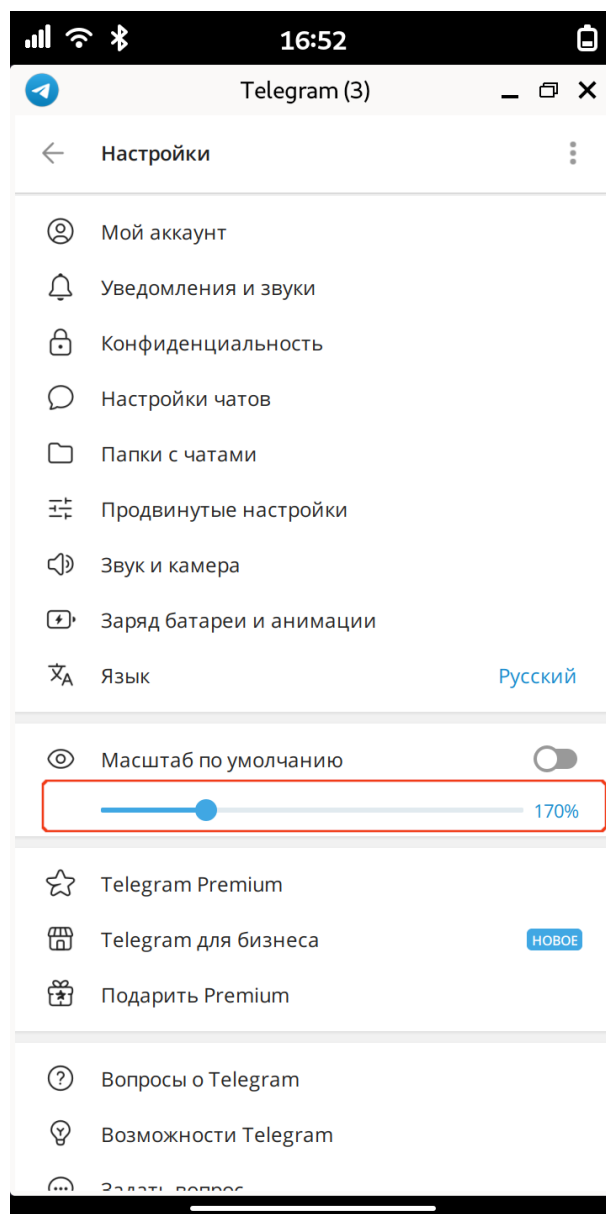 16:52
Telegram (3)
Настройки
Мой аккаунт
Уведомления и звуки
Конфиденциальность
Настройки чатов
Папки с чатами
Продвинутые настройки
Звук и камера
Заряд батареи и анимации
Язык Русский
Масштаб по умолчанию
170%
Telegram Premium
Telegram для бизнеса НОВОЕ
Подарить Premium
Вопросы о Telegram
Возможности Telegram
Задать вопрос